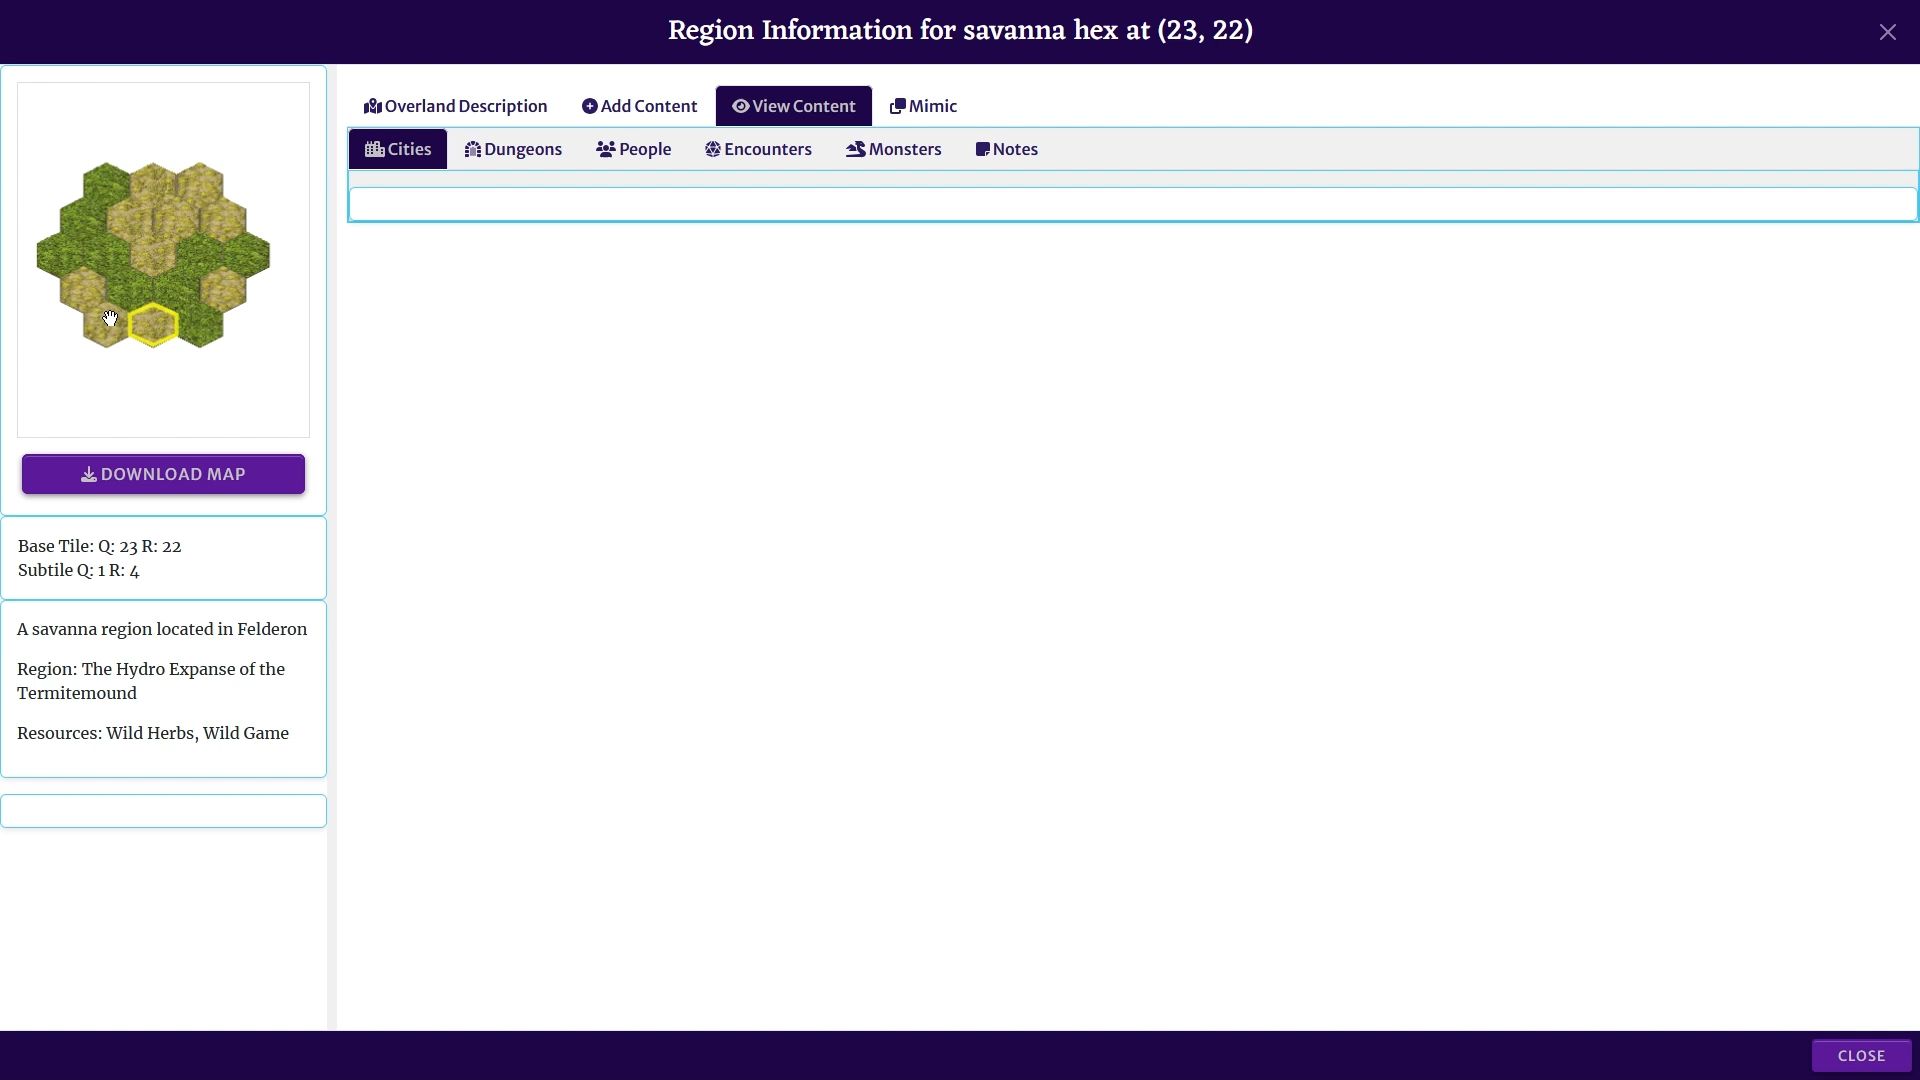 Region Information for savanna hex at (23, 22)
Overland Description
Add Content
View Content
Mimic
Cities
Dungeons
People
Encounters
Monsters
Notes
DOWNLOAD MAP
Base Tile: Q: 23 R: 22
Subtile Q: 1 R: 4
A savanna region located in Felderon
Region: The Hydro Expanse of the
Termitemound
Resources: Wild Herbs, Wild Game
CLOSE